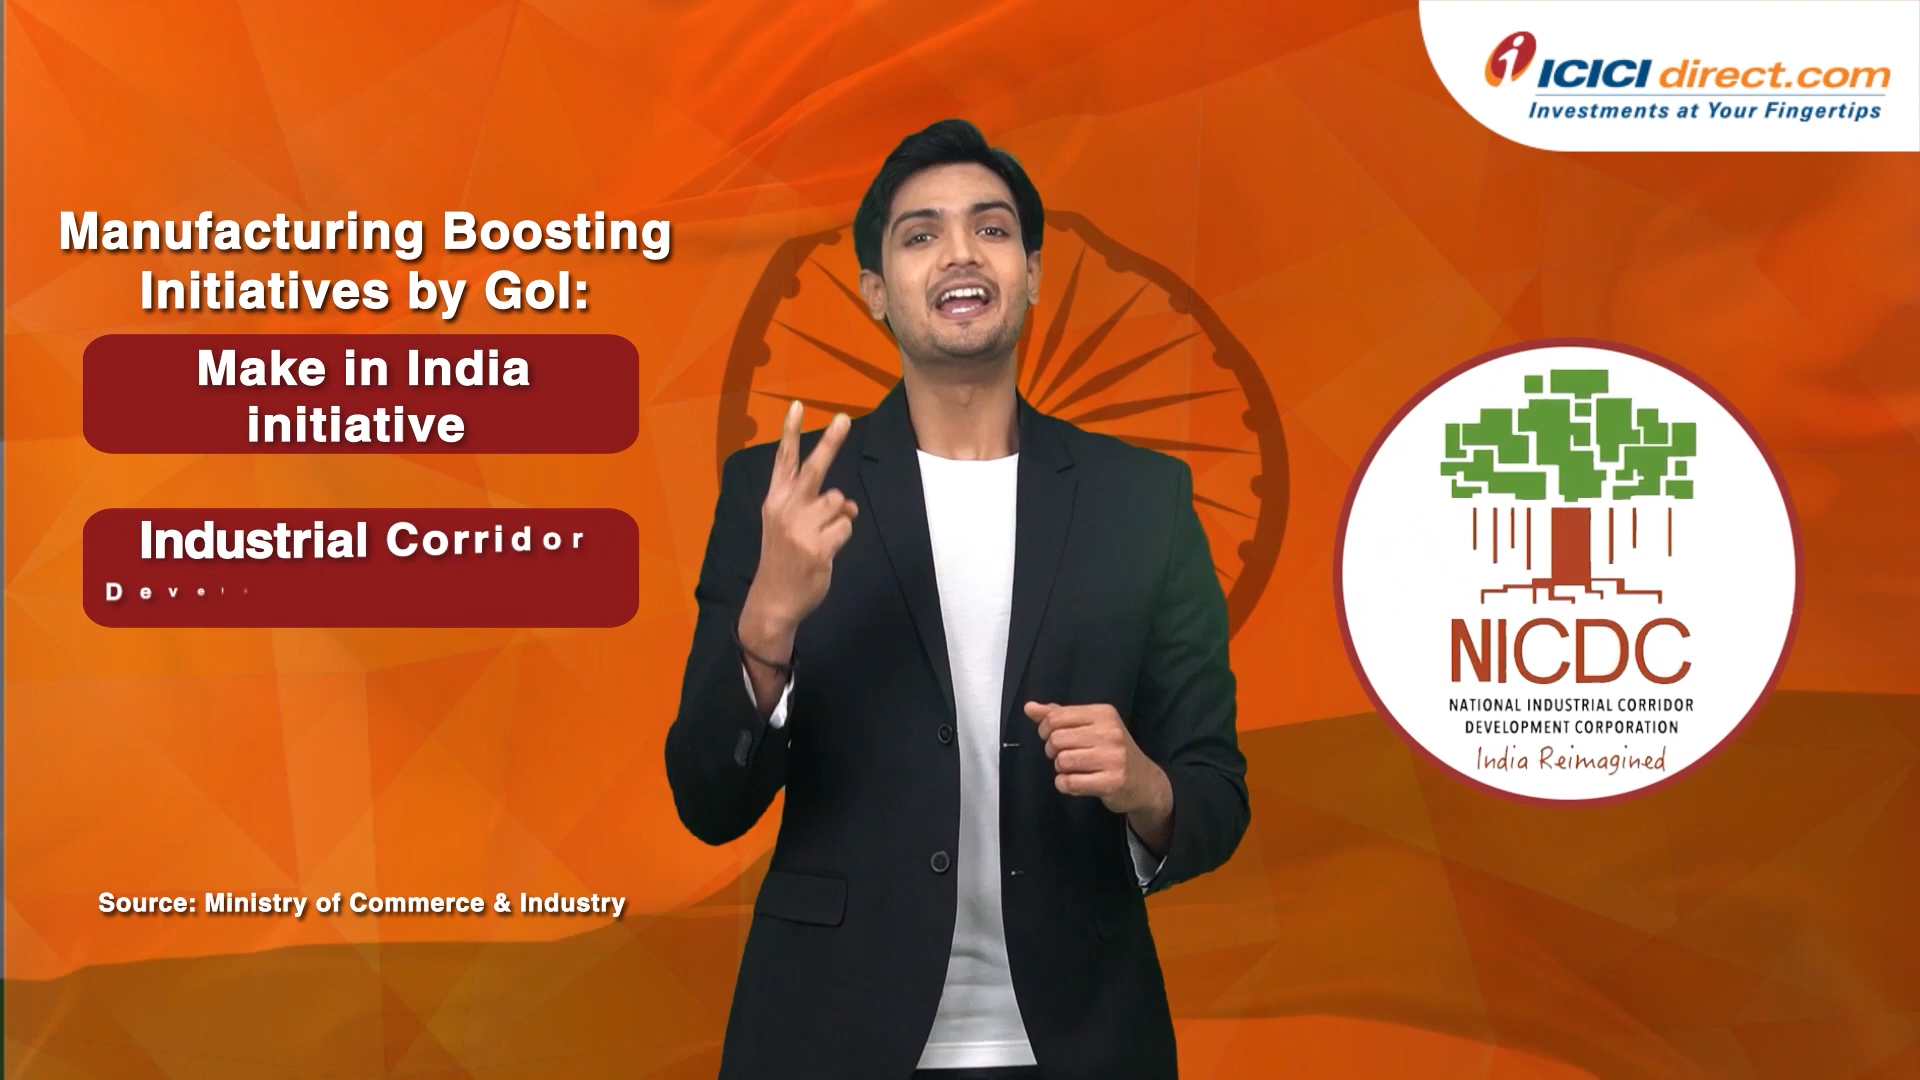 ICICI direct.com
Investments at Your Fingertips
Manufacturing Boosting
Initiatives by GoI:
Make in India
initiative
Industrial Corridor
NICDC
NATIONAL INDUSTRIAL CORRIDOR
DEVELOPMENT CORPORATION
India Reimagined
Source: Ministry of Commerce & Industry